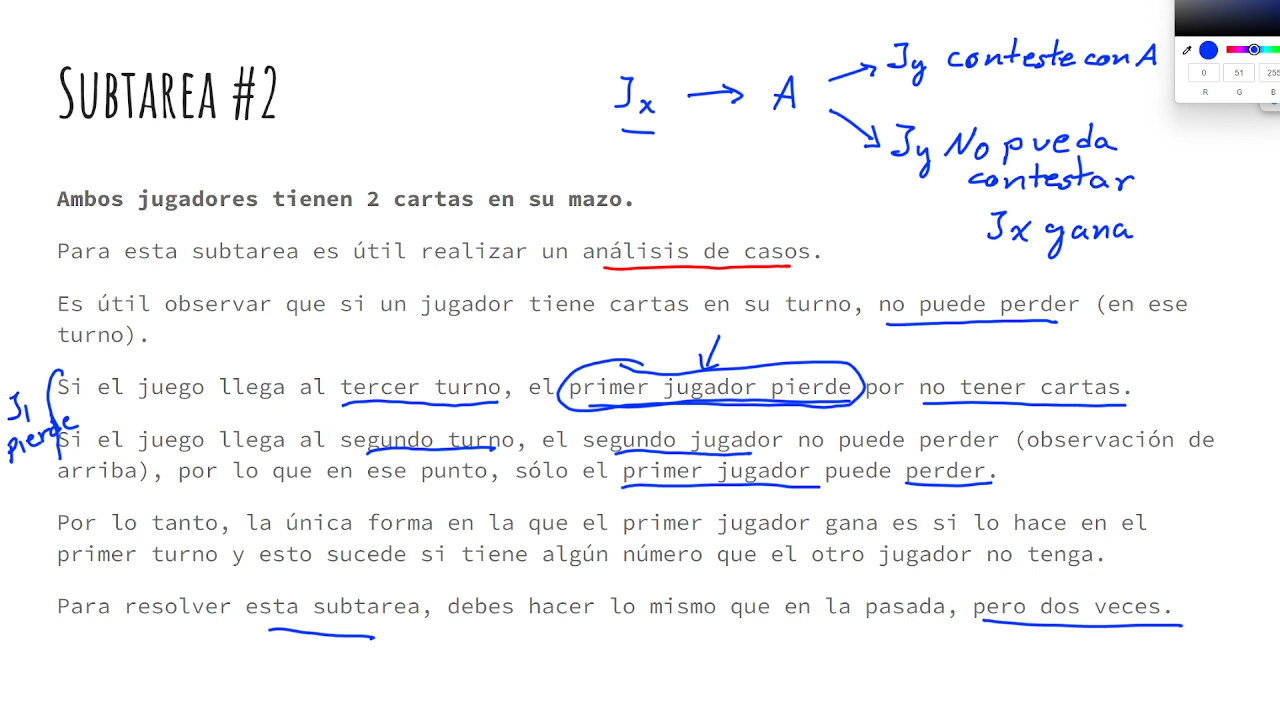 SUBTAREA #2
Jx → A
Jy conteste con A
Jy No pueda
contestar
Jx gana
Ambos jugadores tienen 2 cartas en su mazo.
Para esta subtarea es útil realizar un análisis de casos.
Es útil observar que si un jugador tiene cartas en su turno, no puede perder (en ese
turno).
Si el juego llega al tercer turno, el primer jugador pierde por no tener cartas.
J1
pierde
Si el juego llega al segundo turno, el segundo jugador no puede perder (observación de
arriba), por lo que en ese punto, sólo el primer jugador puede perder.
Por lo tanto, la única forma en la que el primer jugador gana es si lo hace en el
primer turno y esto sucede si tiene algún número que el otro jugador no tenga.
Para resolver esta subtarea, debes hacer lo mismo que en la pasada, pero dos veces.
0 51 255
R G B